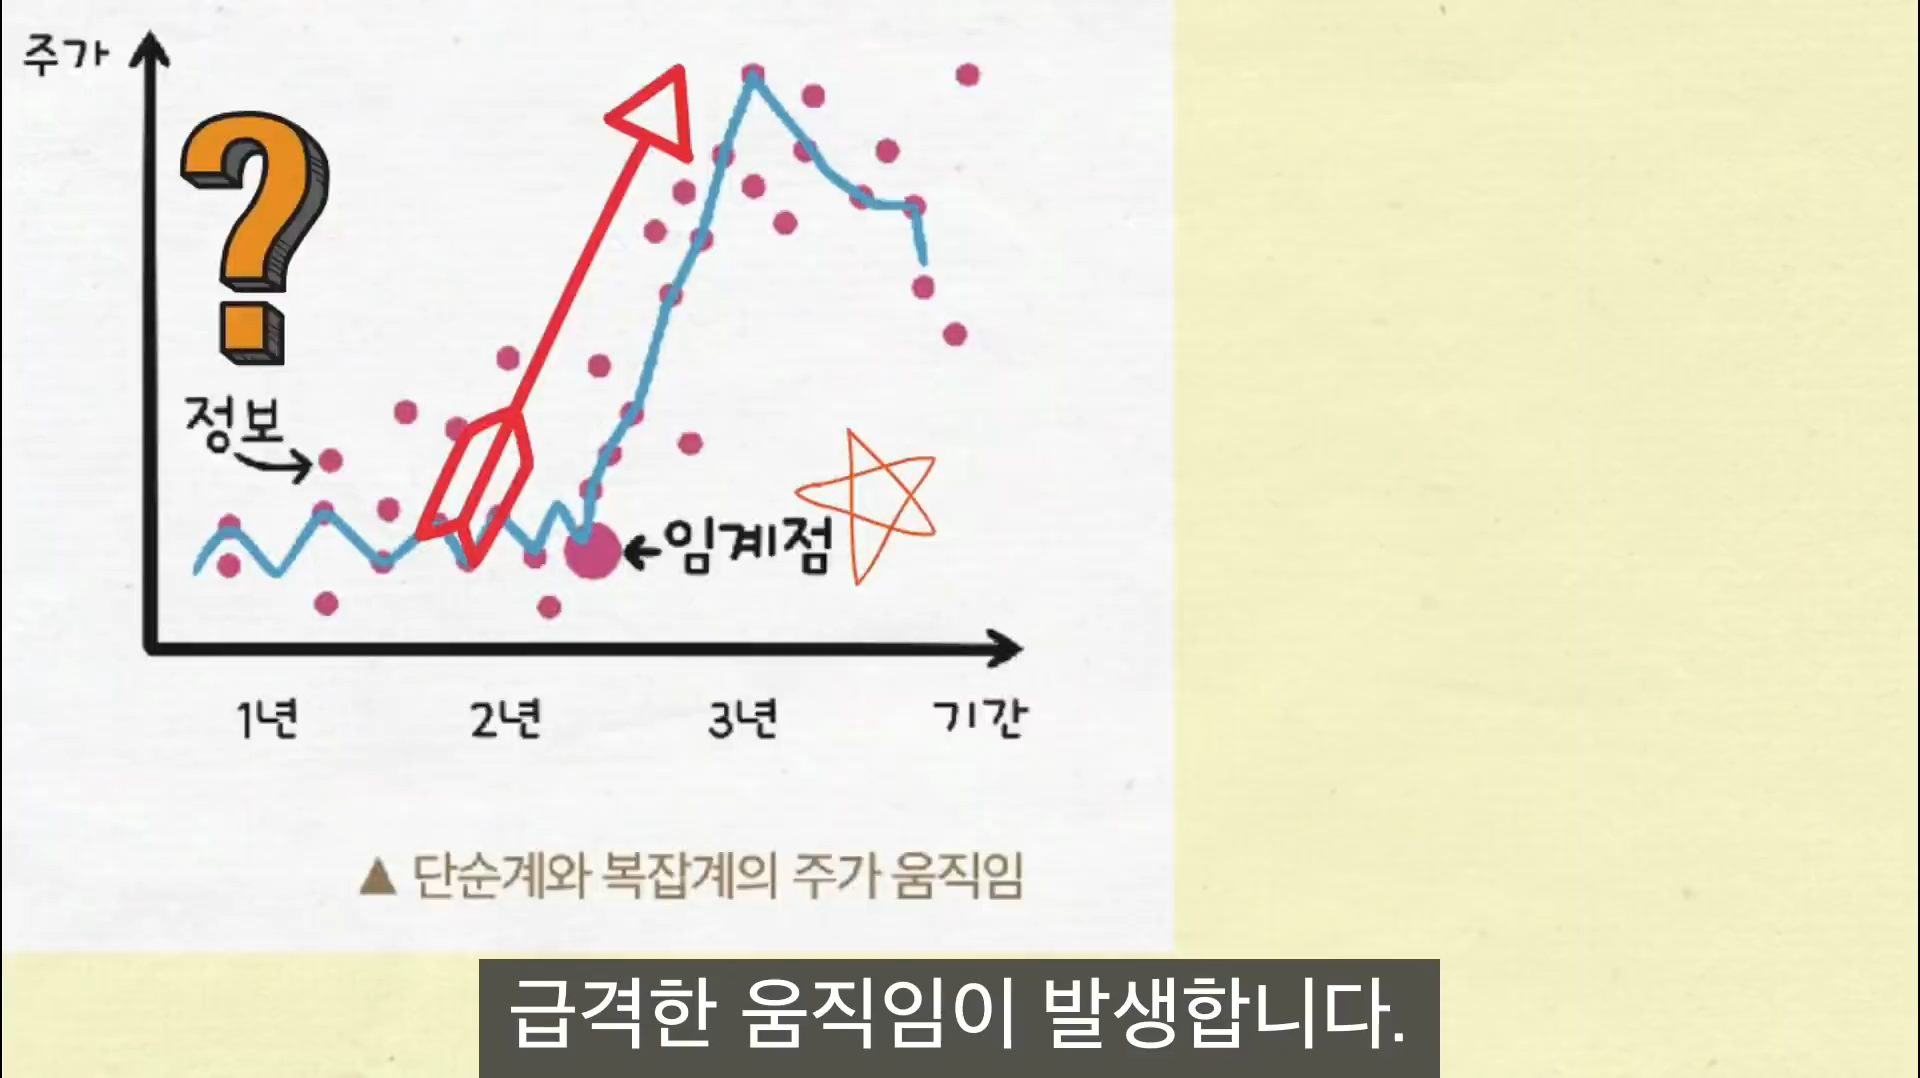 주가
?
정보
임계점
1년 2년 3년 기간
▲ 단순계와 복잡계의 주가 움직임
급격한 움직임이 발생합니다.